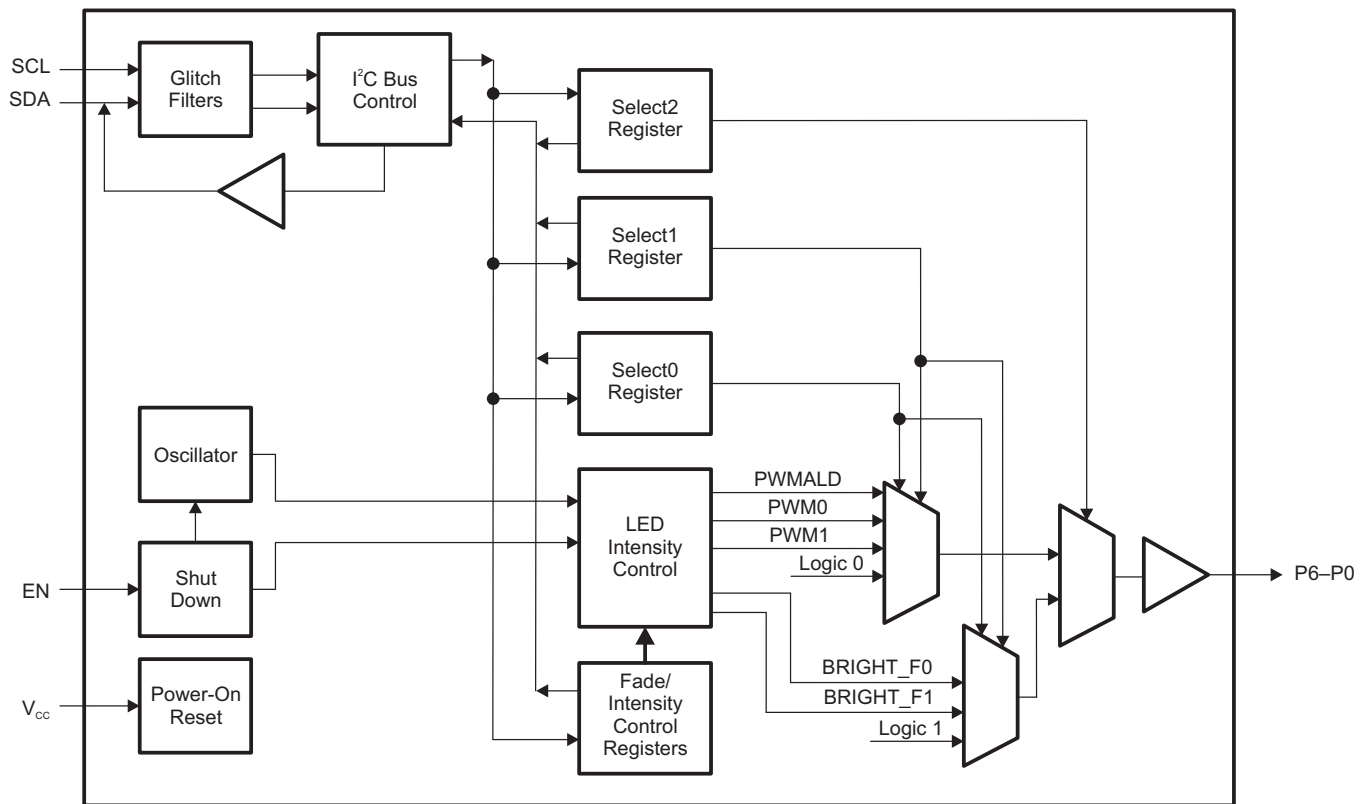 SCL
SDA
Glitch
Filters
I²C Bus
Control
Select2
Register
Select1
Register
Select0
Register
Oscillator
Shut
Down
EN
Power-On
Reset
V_CC
LED
Intensity
Control
Fade/
Intensity
Control
Registers
PWMALD
PWM0
PWM1
Logic 0
BRIGHT_F0
BRIGHT_F1
Logic 1
P6–P0